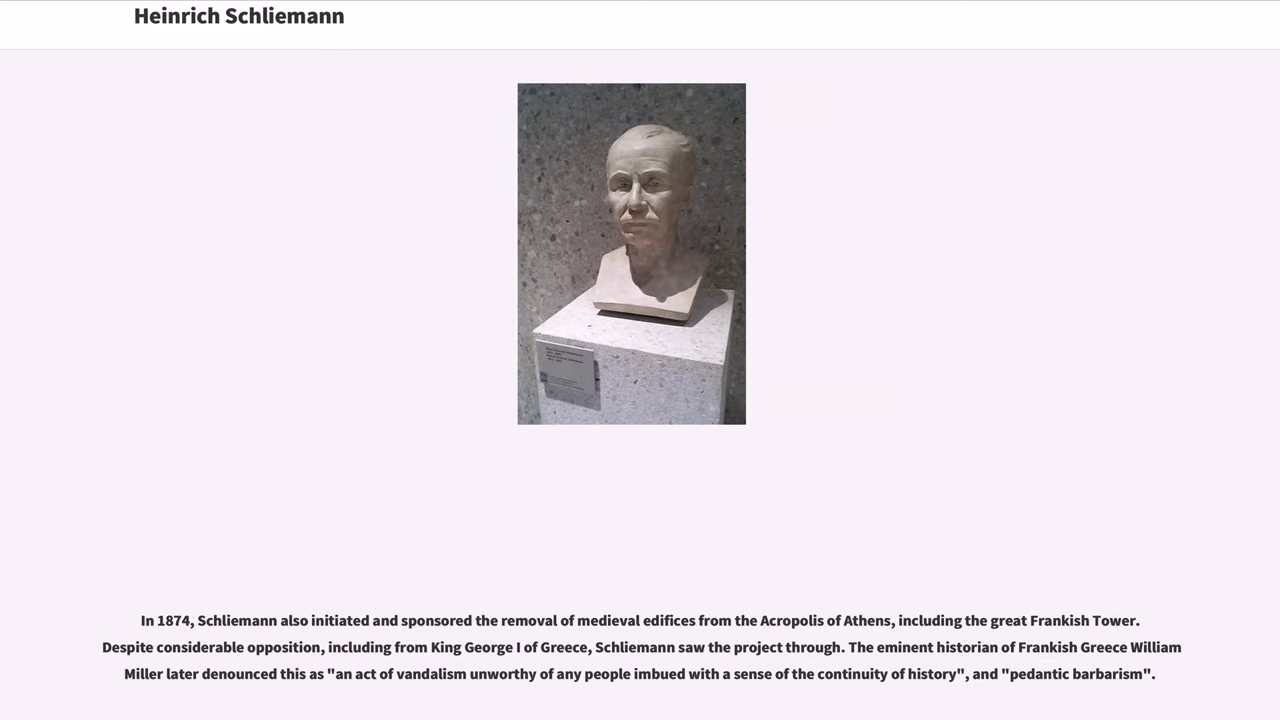 Heinrich Schliemann
In 1874, Schliemann also initiated and sponsored the removal of medieval edifices from the Acropolis of Athens, including the great Frankish Tower.
Despite considerable opposition, including from King George I of Greece, Schliemann saw the project through. The eminent historian of Frankish Greece William
Miller later denounced this as "an act of vandalism unworthy of any people imbued with a sense of the continuity of history", and "pedantic barbarism".